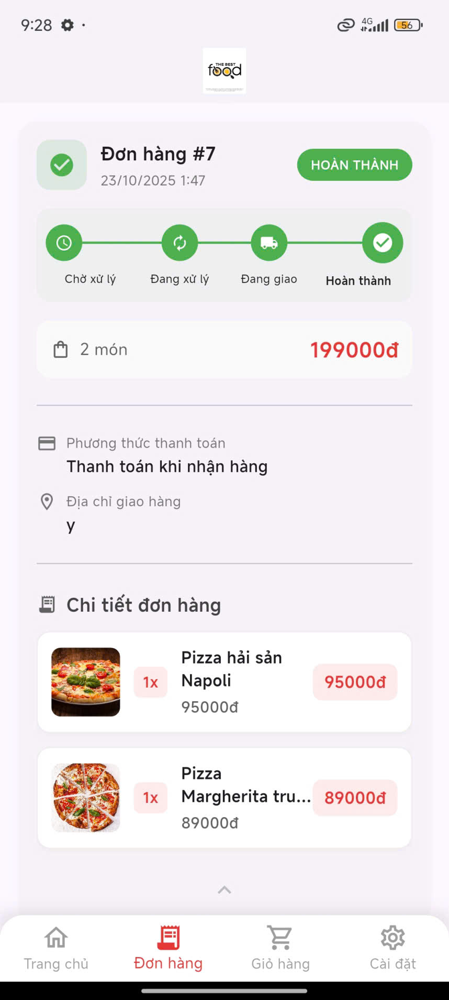 9:28
4G
56
THE BEST
food
Đơn hàng #7
23/10/2025 1:47
HOÀN THÀNH
Chờ xử lý
Đang xử lý
Đang giao
Hoàn thành
2 món
199000đ
Phương thức thanh toán
Thanh toán khi nhận hàng
Địa chỉ giao hàng
y
Chi tiết đơn hàng
1x
Pizza hải sản
Napoli
95000đ
95000đ
1x
Pizza
Margherita tru...
89000đ
89000đ
Trang chủ
Đơn hàng
Giỏ hàng
Cài đặt